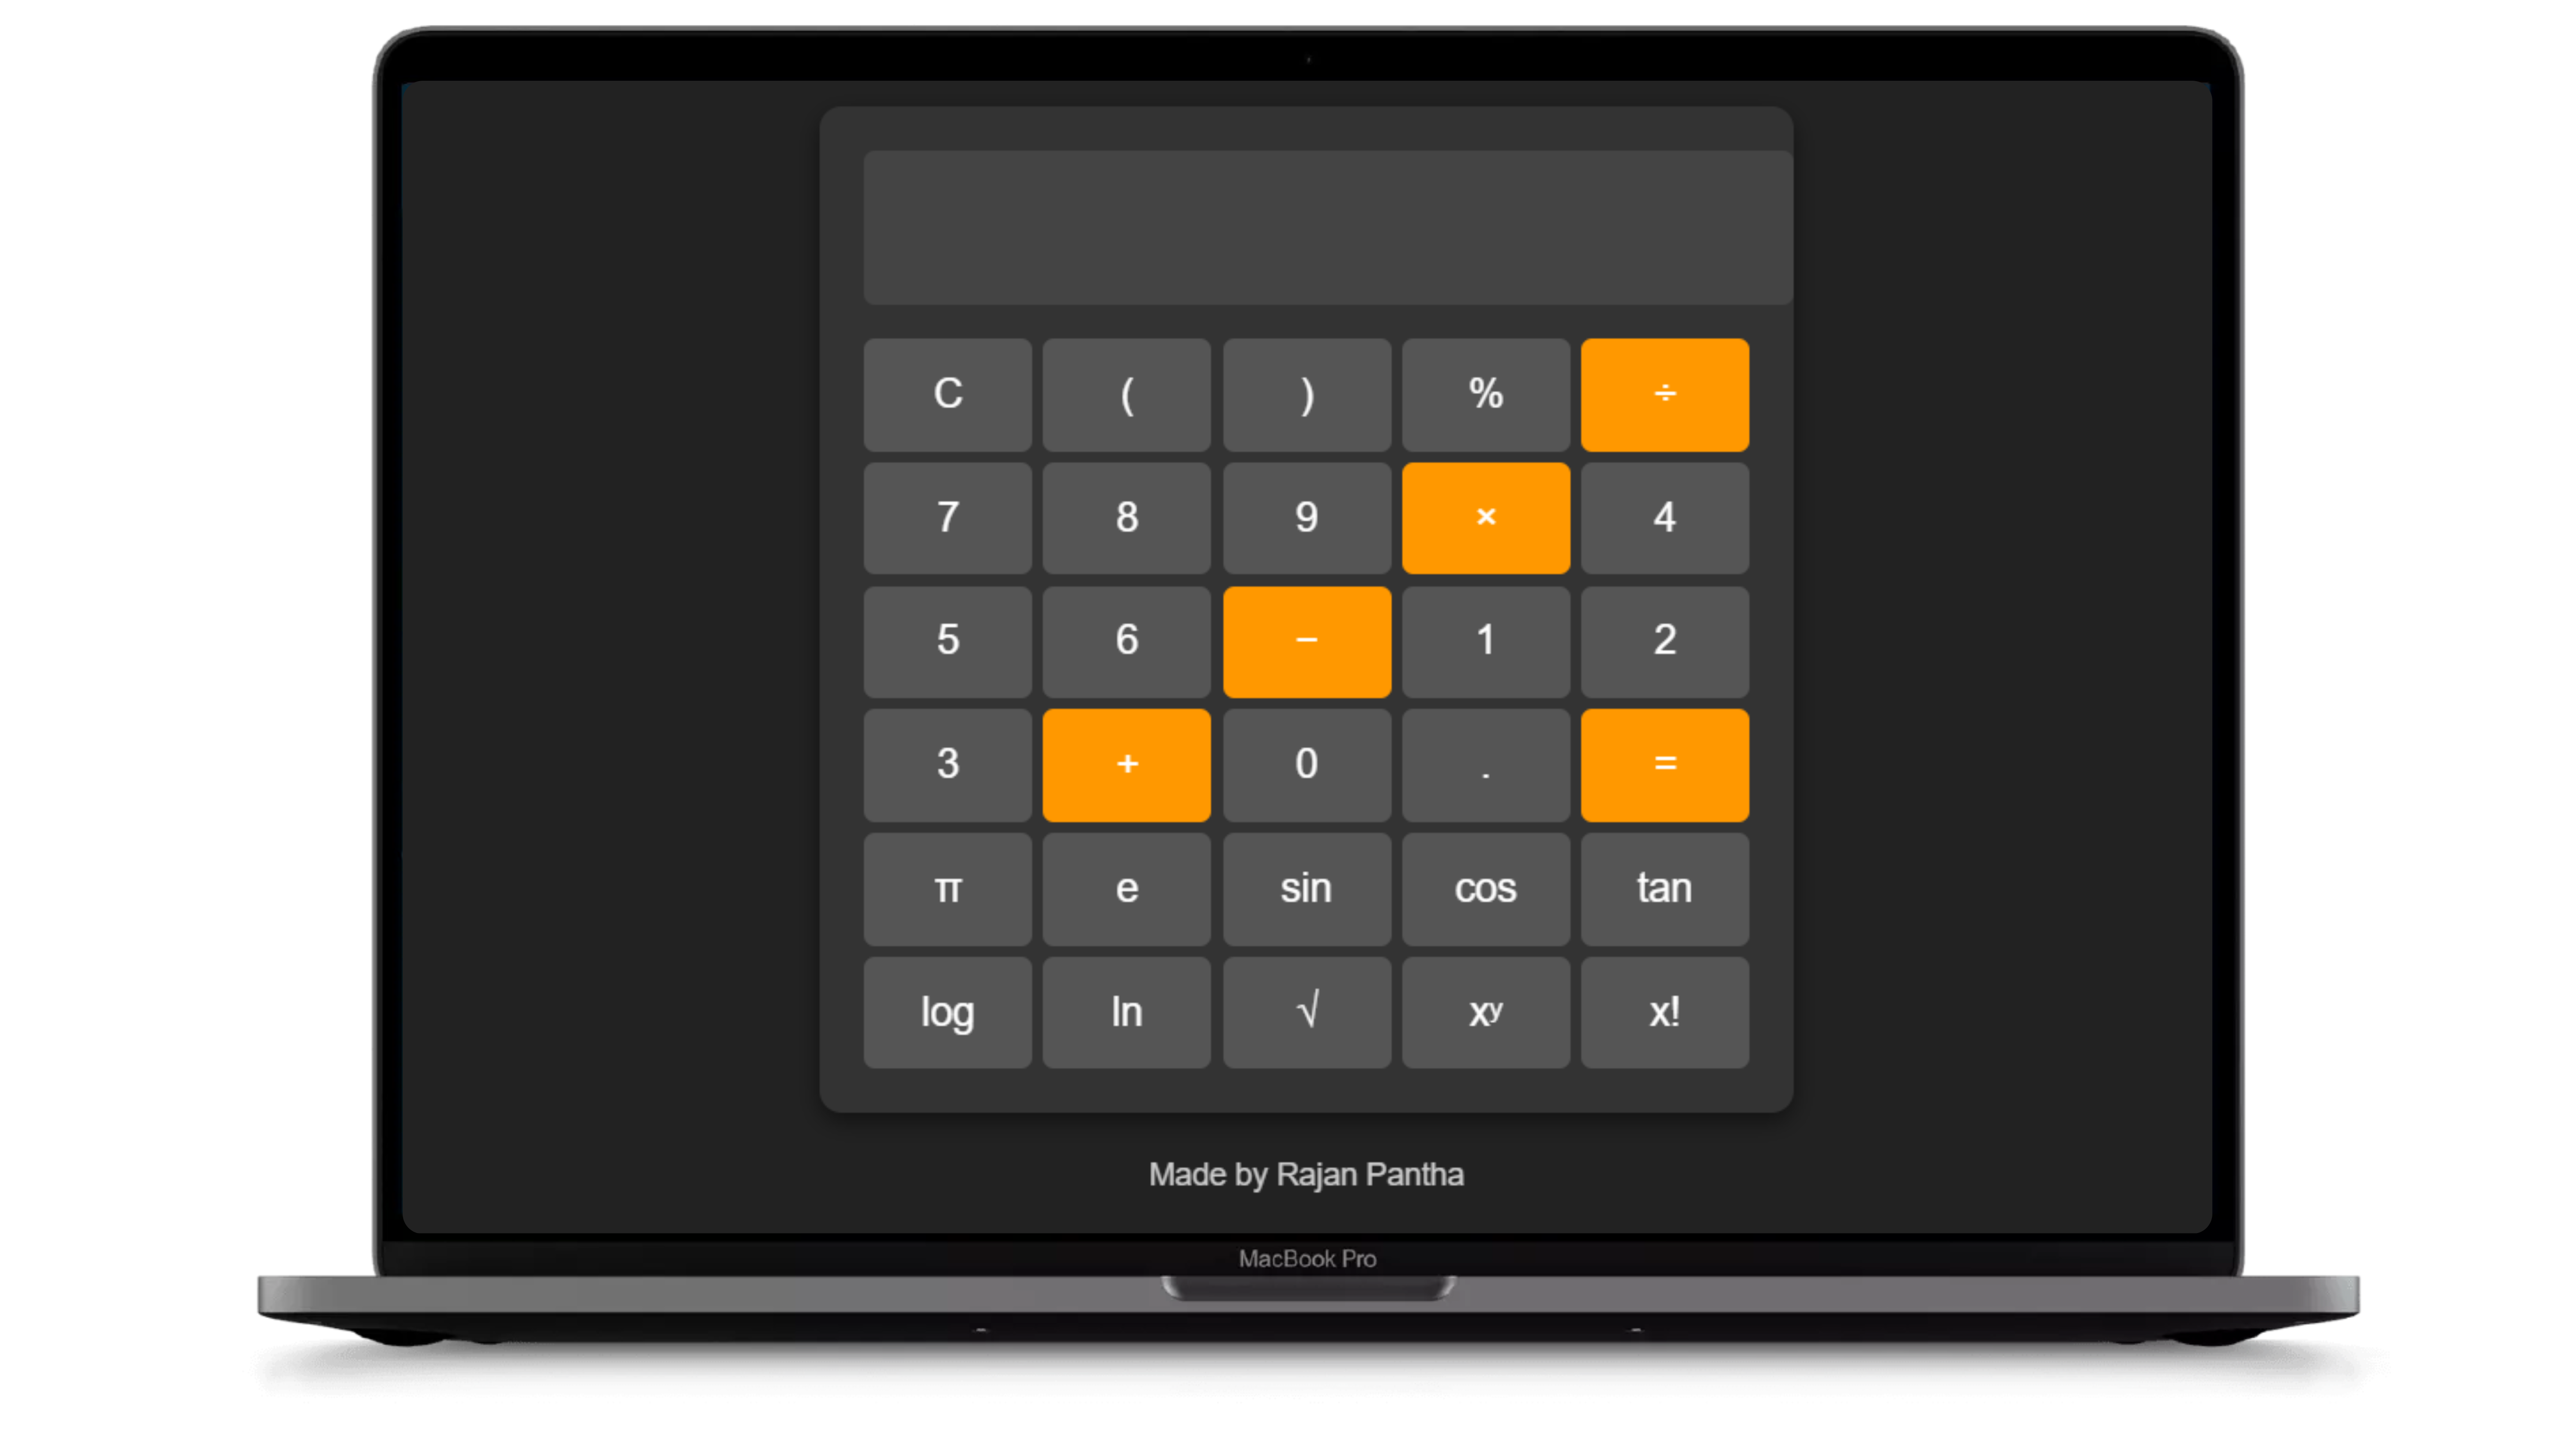 C ( ) % ÷
7 8 9 × 4
5 6 − 1 2
3 + 0 . =
π e sin cos tan
log ln √ xʸ x!
Made by Rajan Pantha
MacBook Pro